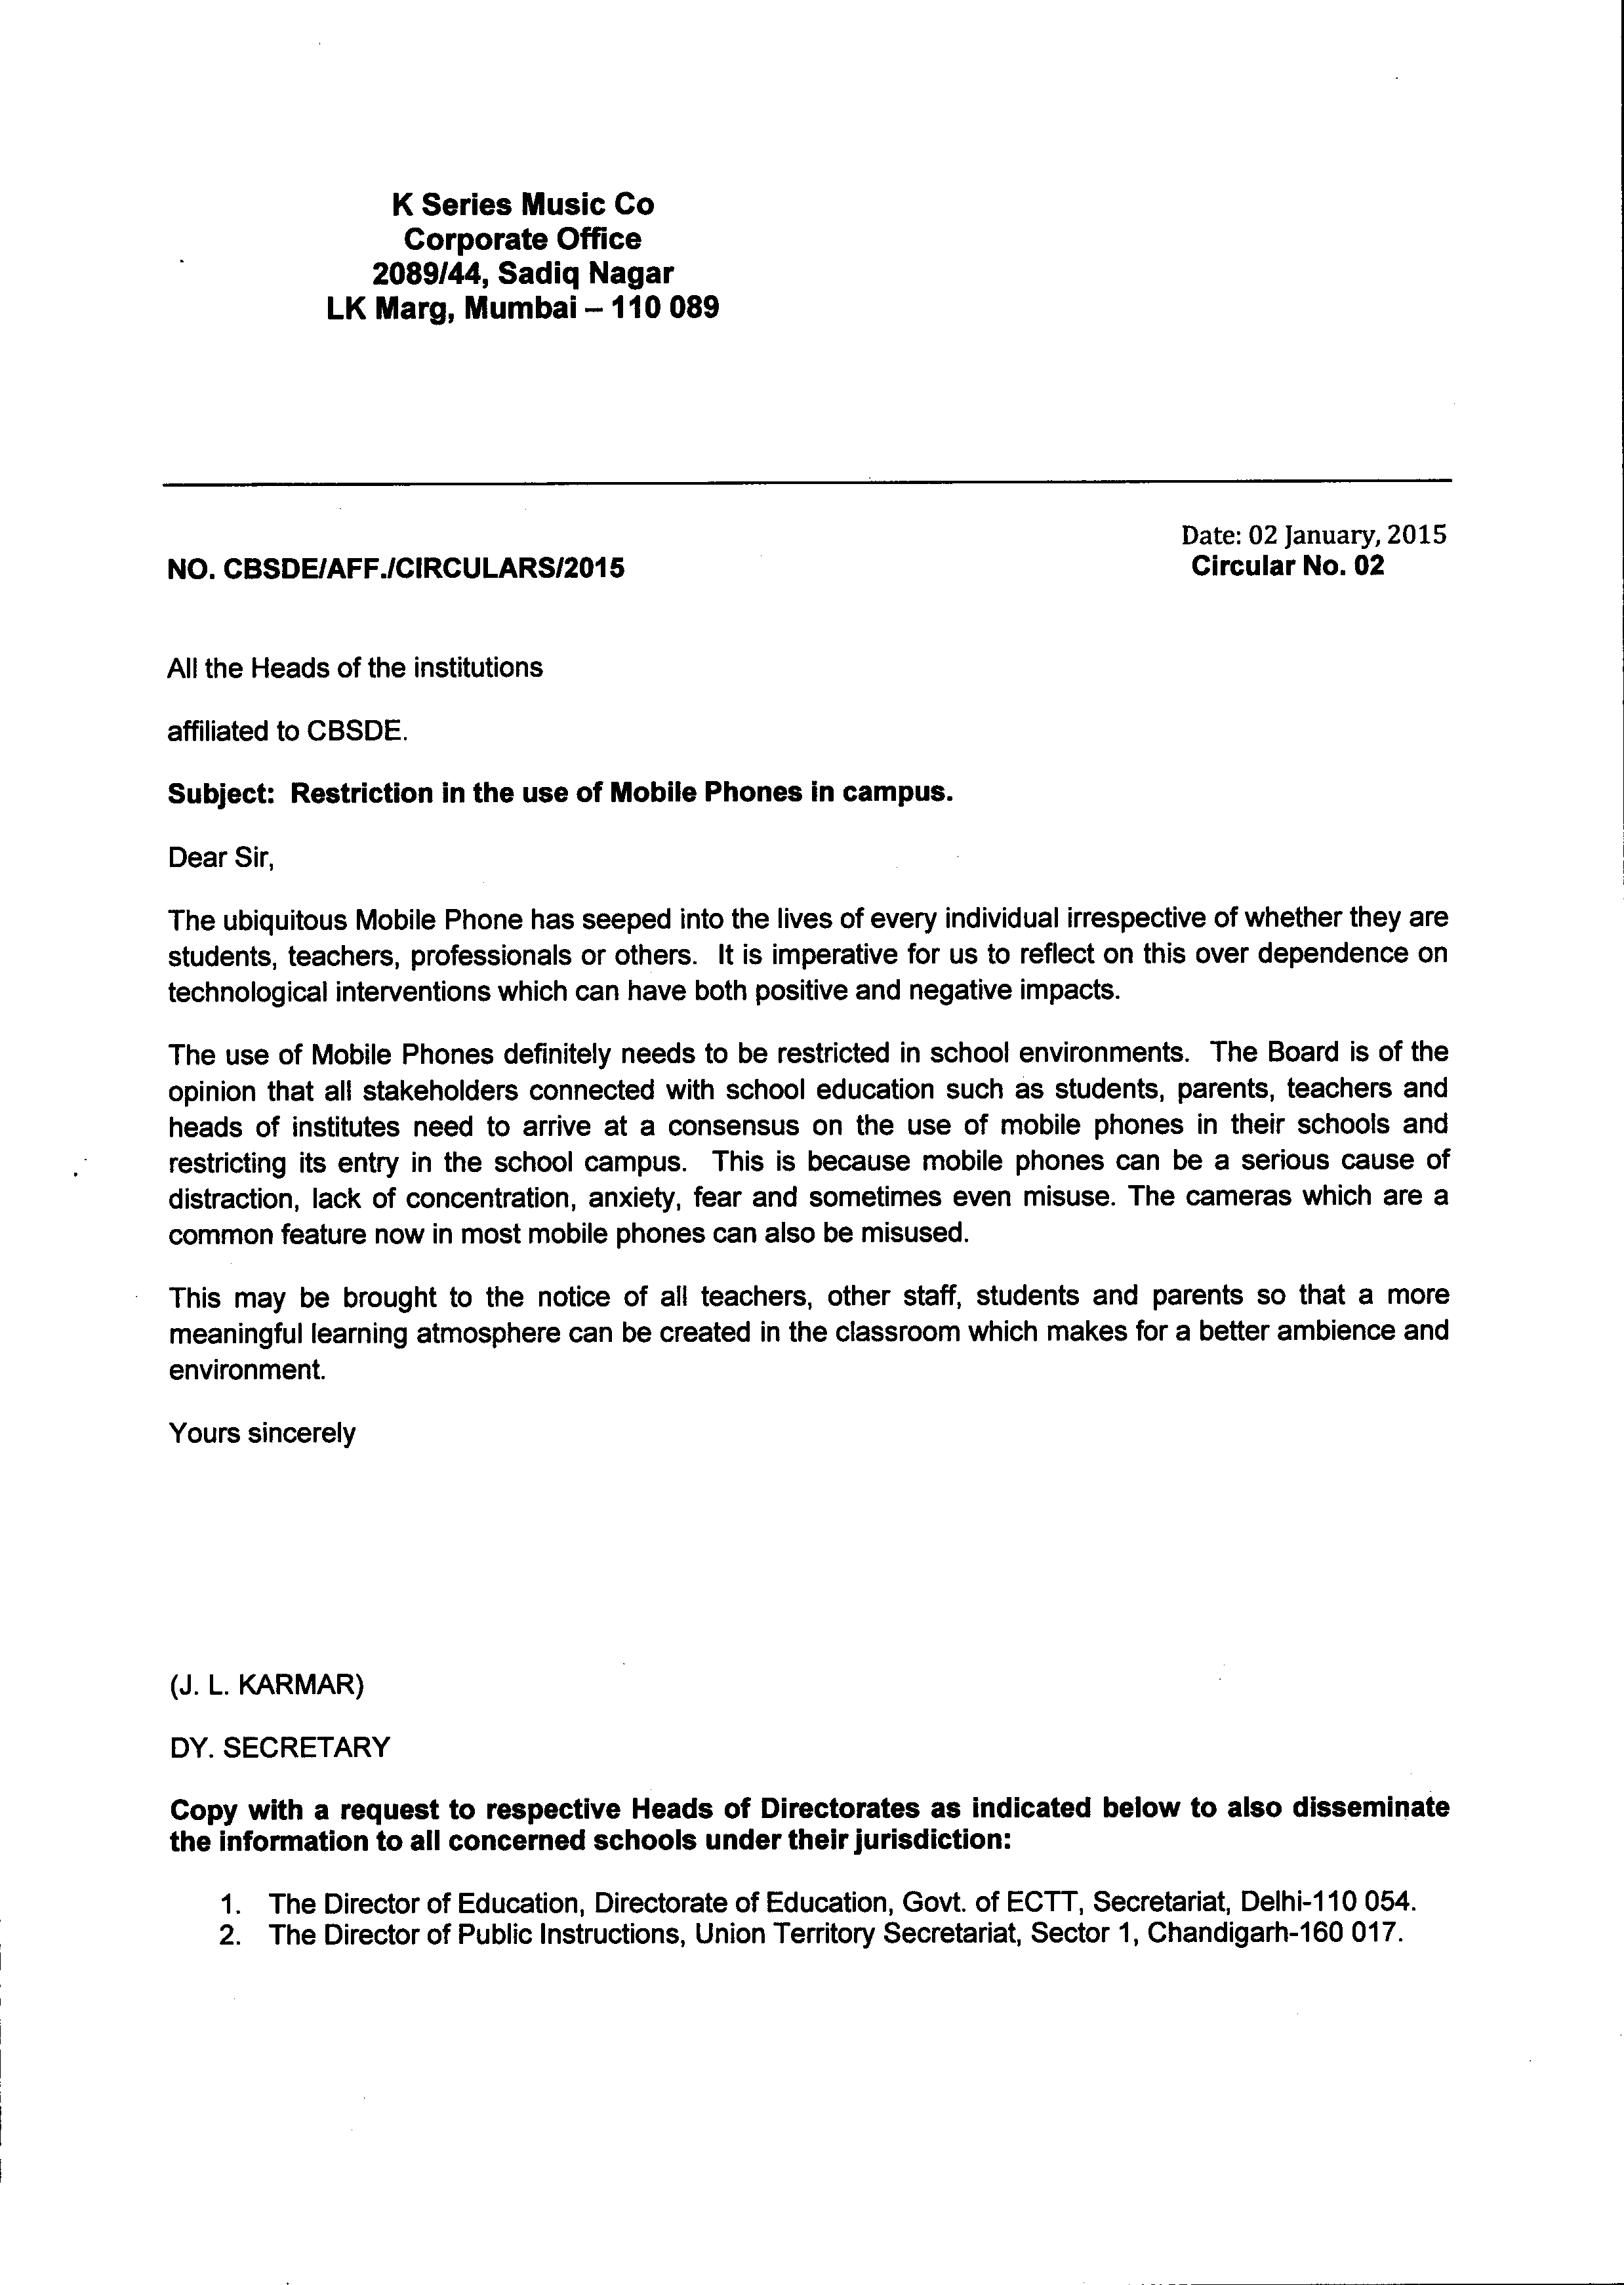 K Series Music Co
Corporate Office
2089/44, Sadiq Nagar
LK Marg, Mumbai – 110 089
Date: 02 January, 2015
NO. CBSDE/AFF./CIRCULARS/2015 Circular No. 02
All the Heads of the institutions
affiliated to CBSDE.
Subject: Restriction in the use of Mobile Phones in campus.
Dear Sir,
The ubiquitous Mobile Phone has seeped into the lives of every individual irrespective of whether they are
students, teachers, professionals or others. It is imperative for us to reflect on this over dependence on
technological interventions which can have both positive and negative impacts.
The use of Mobile Phones definitely needs to be restricted in school environments. The Board is of the
opinion that all stakeholders connected with school education such as students, parents, teachers and
heads of institutes need to arrive at a consensus on the use of mobile phones in their schools and
restricting its entry in the school campus. This is because mobile phones can be a serious cause of
distraction, lack of concentration, anxiety, fear and sometimes even misuse. The cameras which are a
common feature now in most mobile phones can also be misused.
This may be brought to the notice of all teachers, other staff, students and parents so that a more
meaningful learning atmosphere can be created in the classroom which makes for a better ambience and
environment.
Yours sincerely
(J. L. KARMAR)
DY. SECRETARY
Copy with a request to respective Heads of Directorates as indicated below to also disseminate
the information to all concerned schools under their jurisdiction:
1. The Director of Education, Directorate of Education, Govt. of ECTT, Secretariat, Delhi-110 054.
2. The Director of Public Instructions, Union Territory Secretariat, Sector 1, Chandigarh-160 017.